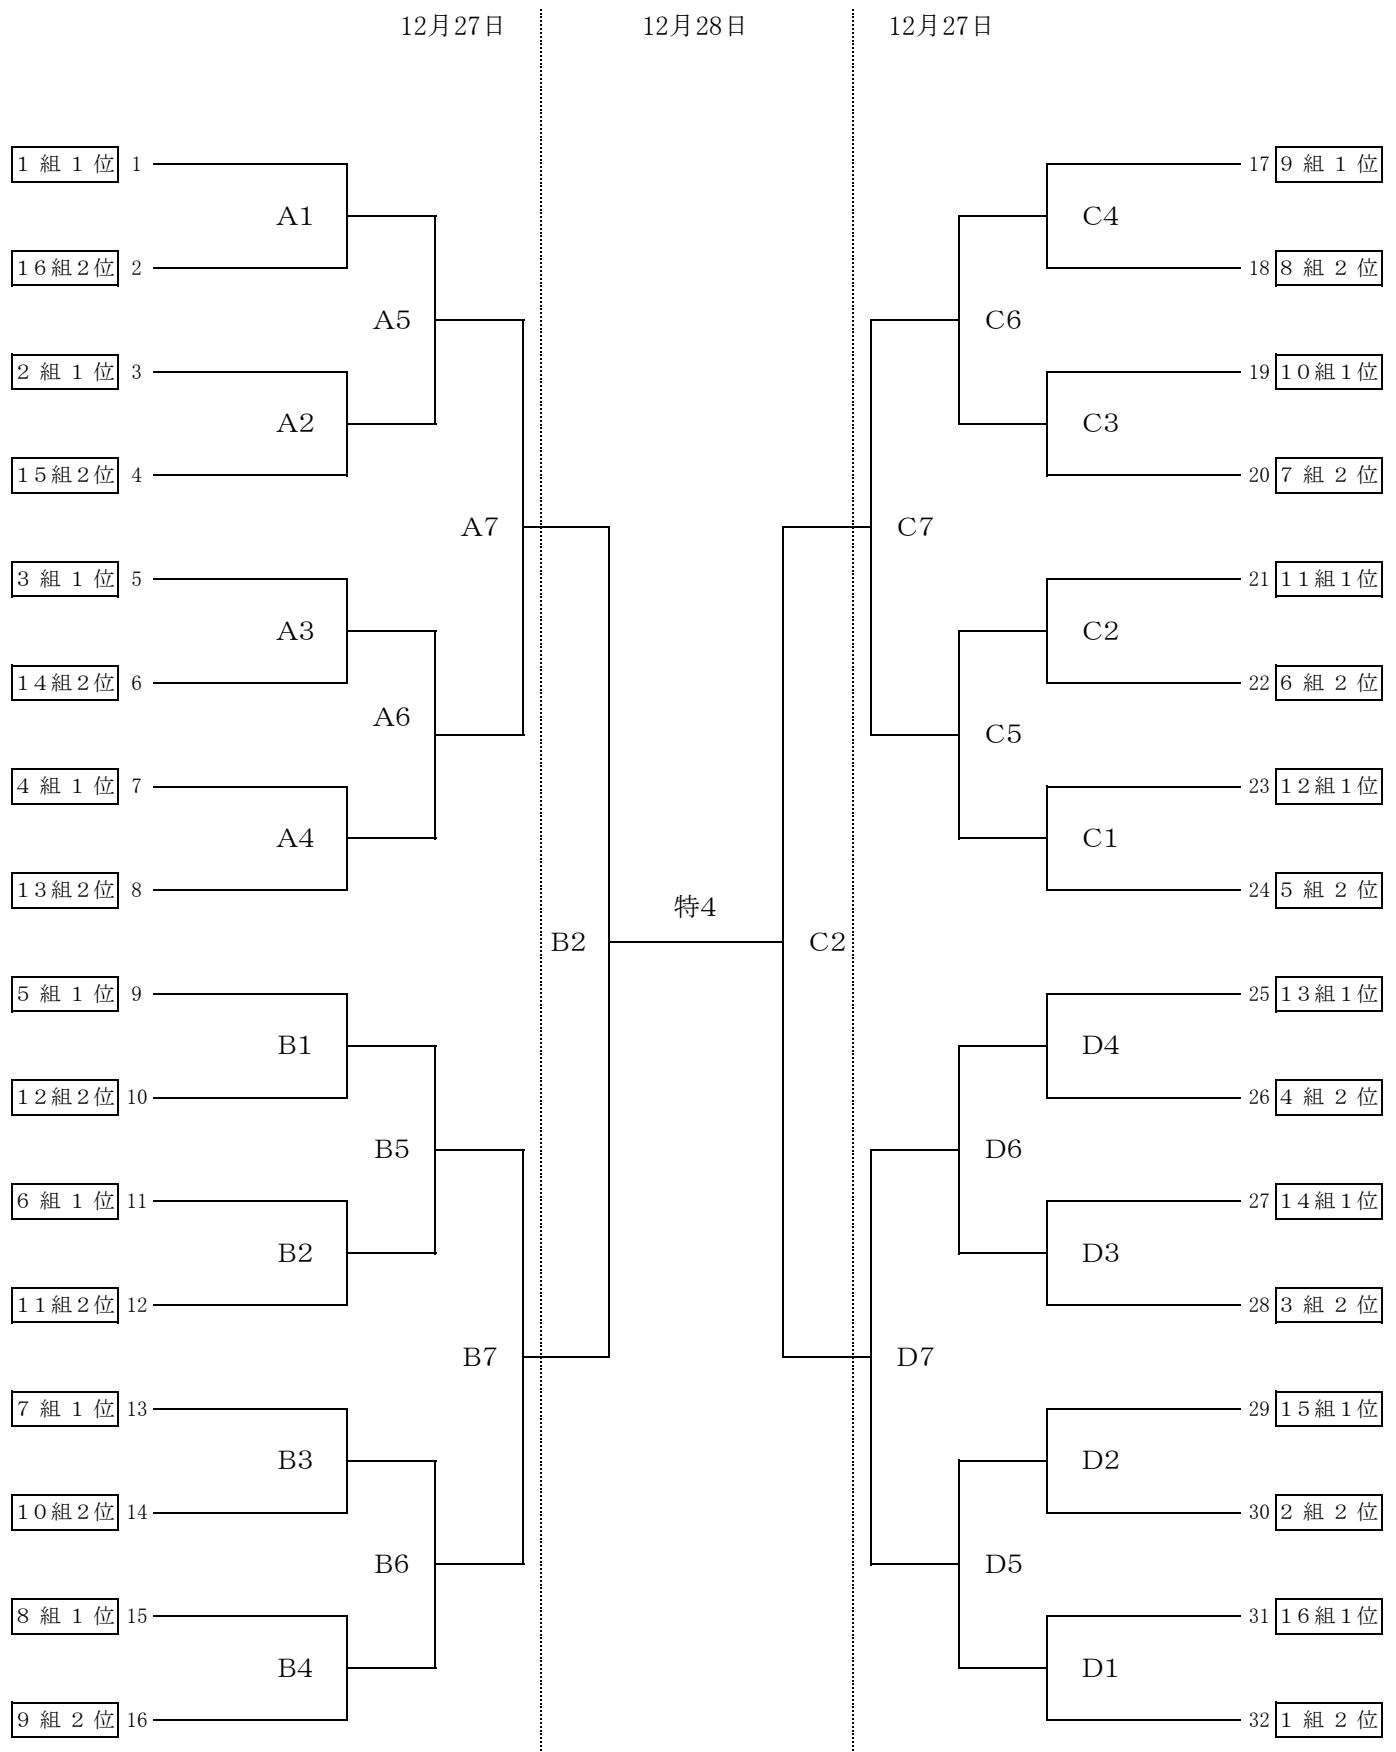 12月27日 12月28日 12月27日
1組1位 1 17 9組1位
A1 C4
16組2位 2 18 8組2位
A5 C6
2組1位 3 19 10組1位
A2 C3
15組2位 4 20 7組2位
A7 C7
3組1位 5 21 11組1位
A3 C2
14組2位 6 22 6組2位
A6 C5
4組1位 7 23 12組1位
A4 C1
13組2位 8 24 5組2位
特4
B2 C2
5組1位 9 25 13組1位
B1 D4
12組2位 10 26 4組2位
B5 D6
6組1位 11 27 14組1位
B2 D3
11組2位 12 28 3組2位
B7 D7
7組1位 13 29 15組1位
B3 D2
10組2位 14 30 2組2位
B6 D5
8組1位 15 31 16組1位
B4 D1
9組2位 16 32 1組2位